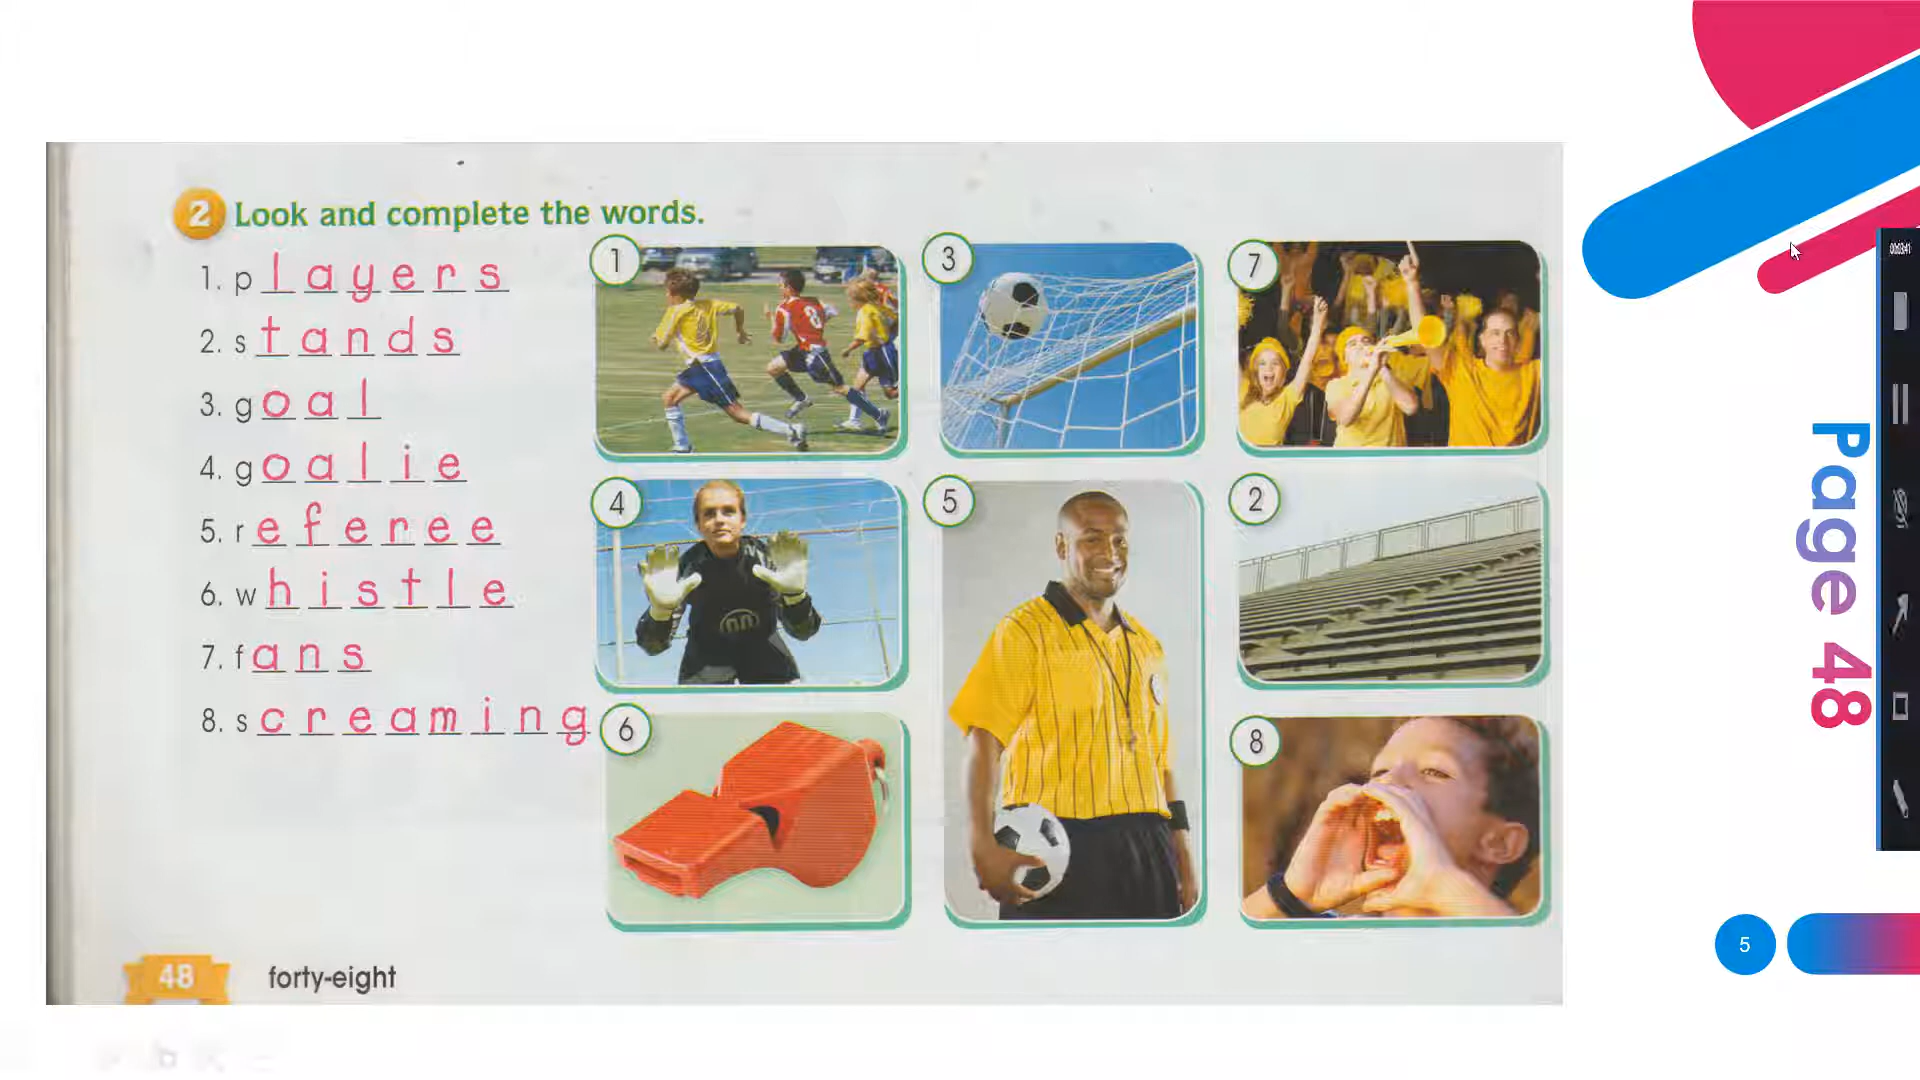 2 Look and complete the words.
1. players
2. stands
3. goal
4. goalie
5. referee
6. whistle
7. fans
8. screaming
1
3
7
8
4
5
2
6
8
48 forty-eight
Page 48
5